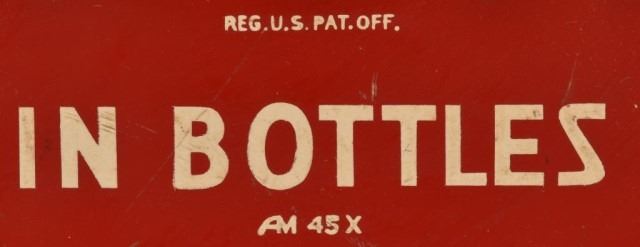 REG. U.S. PAT. OFF.
IN BOTTLES
AM 45 X